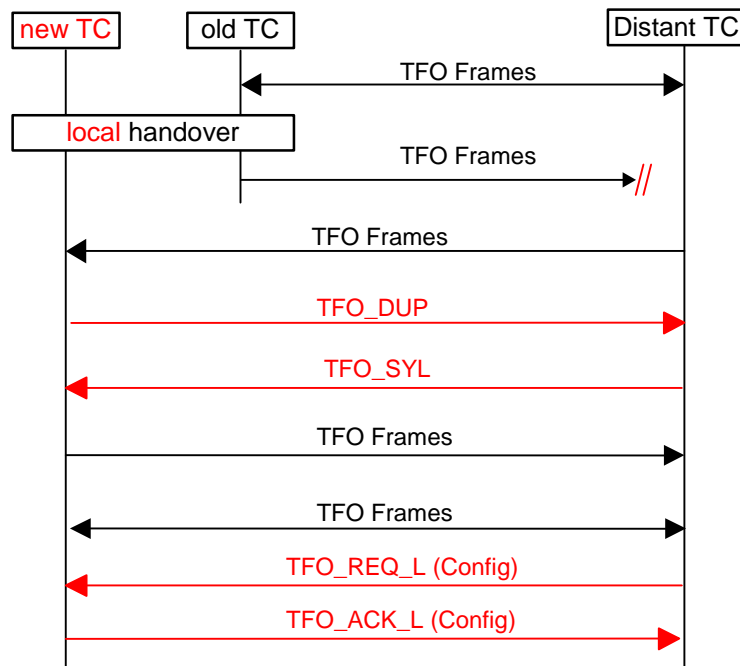 new TC
old TC
Distant TC
TFO Frames
local handover
TFO Frames
TFO Frames
TFO_DUP
TFO_SYL
TFO Frames
TFO Frames
TFO_REQ_L (Config)
TFO_ACK_L (Config)